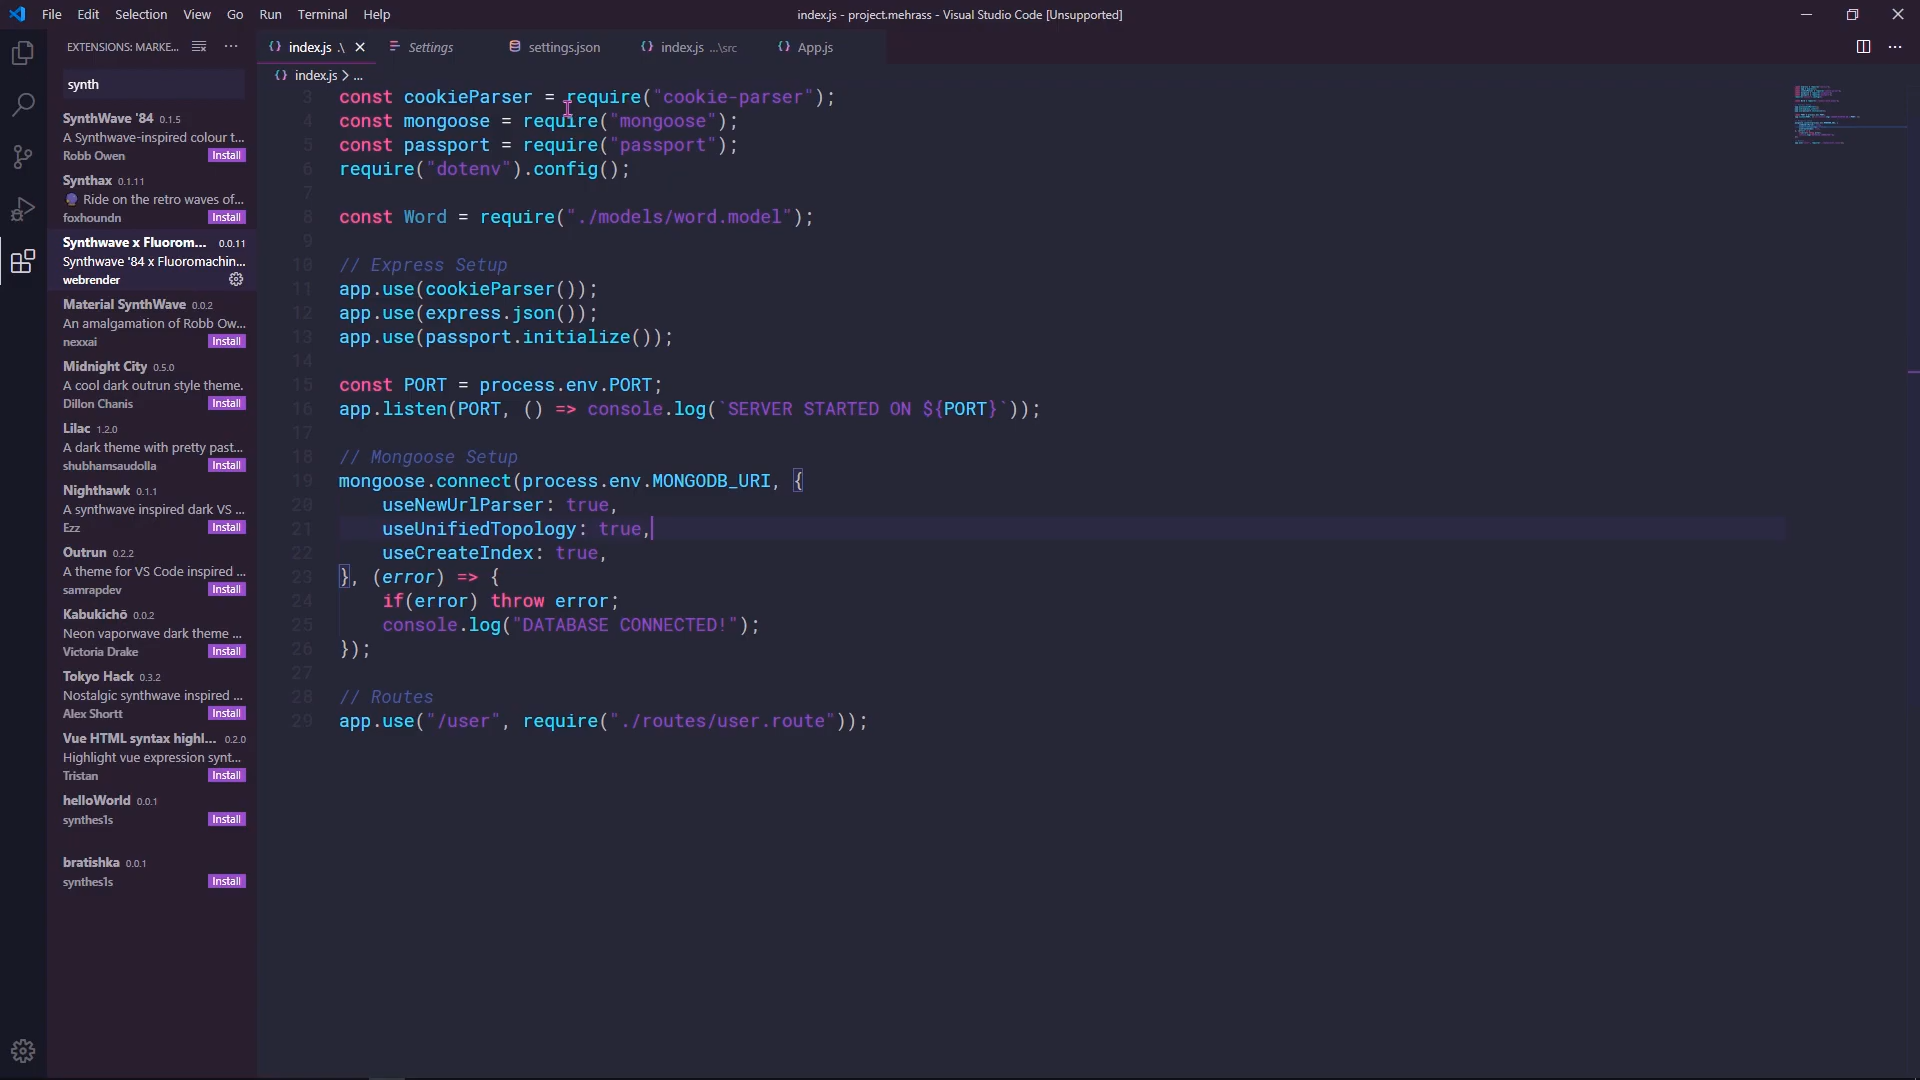 File Edit Selection View Go Run Terminal Help
index.js - project.mehrass - Visual Studio Code [Unsupported]
EXTENSIONS: MARKE...
synth
SynthWave '84 0.1.5
A Synthwave-inspired colour t...
Robb Owen Install
Synthax 0.1.11
Ride on the retro waves of...
foxhoundn Install
Synthwave x Fluorom... 0.0.11
Synthwave '84 x Fluoromachin...
webrender
Material SynthWave 0.0.2
An amalgamation of Robb Ow...
nexxai Install
Midnight City 0.5.0
A cool dark outrun style theme.
Dillon Chanis Install
Lilac 1.2.0
A dark theme with pretty past...
shubhamsaudolla Install
Nighthawk 0.1.1
A synthwave inspired dark VS ...
Ezz Install
Outrun 0.2.2
A theme for VS Code inspired ...
samrapdev Install
Kabukichō 0.0.2
Neon vaporwave dark theme ...
Victoria Drake Install
Tokyo Hack 0.3.2
Nostalgic synthwave inspired ...
Alex Shortt Install
Vue HTML syntax highl... 0.2.0
Highlight vue expression synt...
Tristan Install
helloWorld 0.0.1
synthes1s Install
bratishka 0.0.1
synthes1s Install
index.js .\ Settings settings.json index.js ...\src App.js
index.js > ...
3 const cookieParser = require("cookie-parser");
4 const mongoose = require("mongoose");
5 const passport = require("passport");
6 require("dotenv").config();
7
8 const Word = require("./models/word.model");
9
10 // Express Setup
11 app.use(cookieParser());
12 app.use(express.json());
13 app.use(passport.initialize());
14
15 const PORT = process.env.PORT;
16 app.listen(PORT, () => console.log(`SERVER STARTED ON ${PORT}`));
17
18 // Mongoose Setup
19 mongoose.connect(process.env.MONGODB_URI, {
20 useNewUrlParser: true,
21 useUnifiedTopology: true,
22 useCreateIndex: true,
23 }, (error) => {
24 if(error) throw error;
25 console.log("DATABASE CONNECTED!");
26 });
27
28 // Routes
29 app.use("/user", require("./routes/user.route"));